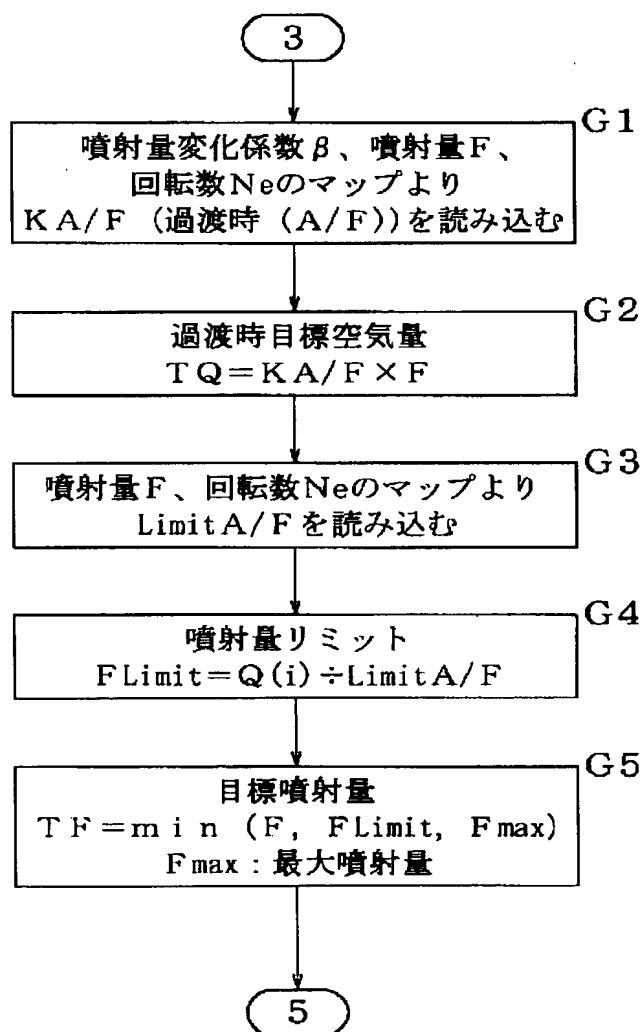 3
G1
噴射量変化係数β、噴射量F、
回転数Neのマップより
KA/F (過渡時 (A/F))を読み込む
G2
過渡時目標空気量
TQ=KA/F×F
G3
噴射量F、回転数Neのマップより
LimitA/Fを読み込む
G4
噴射量リミット
FLimit=Q(i)÷LimitA/F
G5
目標噴射量
TF=min (F, FLimit, Fmax)
Fmax:最大噴射量
5